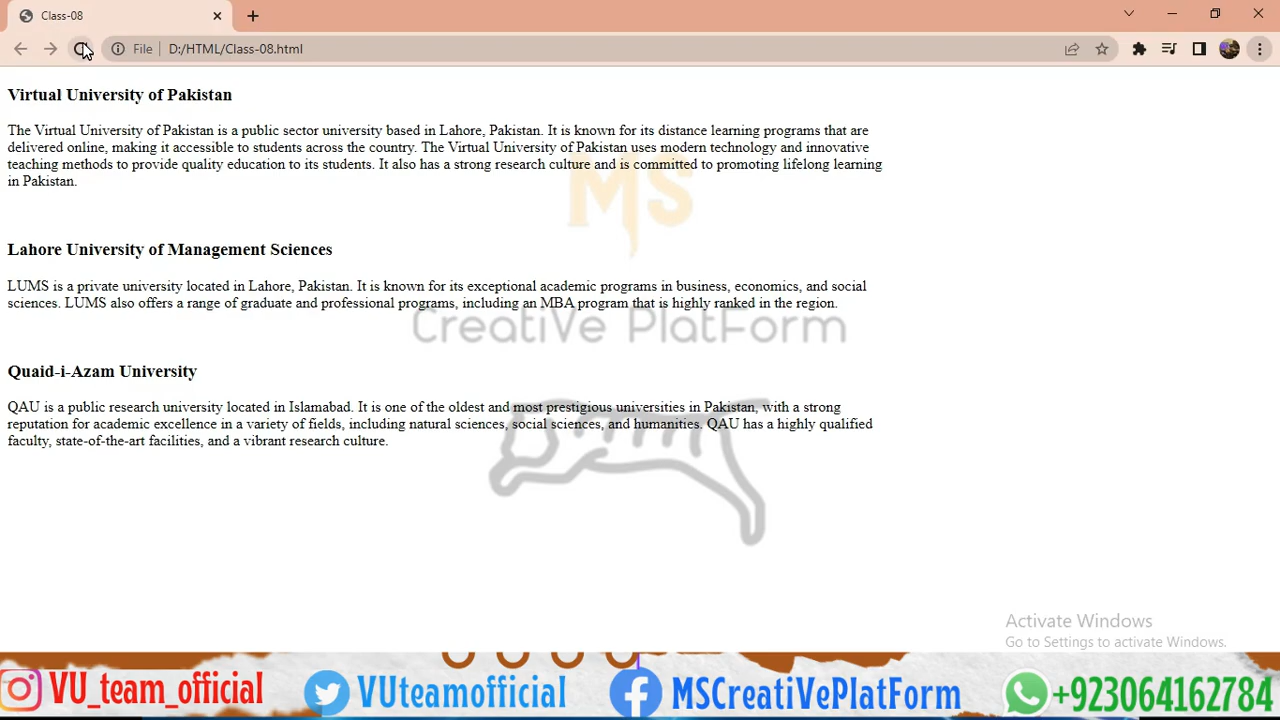 Class-08
File
D:/HTML/Class-08.html
Virtual University of Pakistan
The Virtual University of Pakistan is a public sector university based in Lahore, Pakistan. It is known for its distance learning programs that are
delivered online, making it accessible to students across the country. The Virtual University of Pakistan uses modern technology and innovative
teaching methods to provide quality education to its students. It also has a strong research culture and is committed to promoting lifelong learning
in Pakistan.
MS
Lahore University of Management Sciences
LUMS is a private university located in Lahore, Pakistan. It is known for its exceptional academic programs in business, economics, and social
sciences. LUMS also offers a range of graduate and professional programs, including an MBA program that is highly ranked in the region.
CreatiVe PlatForm
Quaid-i-Azam University
QAU is a public research university located in Islamabad. It is one of the oldest and most prestigious universities in Pakistan, with a strong
reputation for academic excellence in a variety of fields, including natural sciences, social sciences, and humanities. QAU has a highly qualified
faculty, state-of-the-art facilities, and a vibrant research culture.
Activate Windows
Go to Settings to activate Windows.
VU_team_official
VUteamofficial
MSCreatiVePlatForm
+923064162784